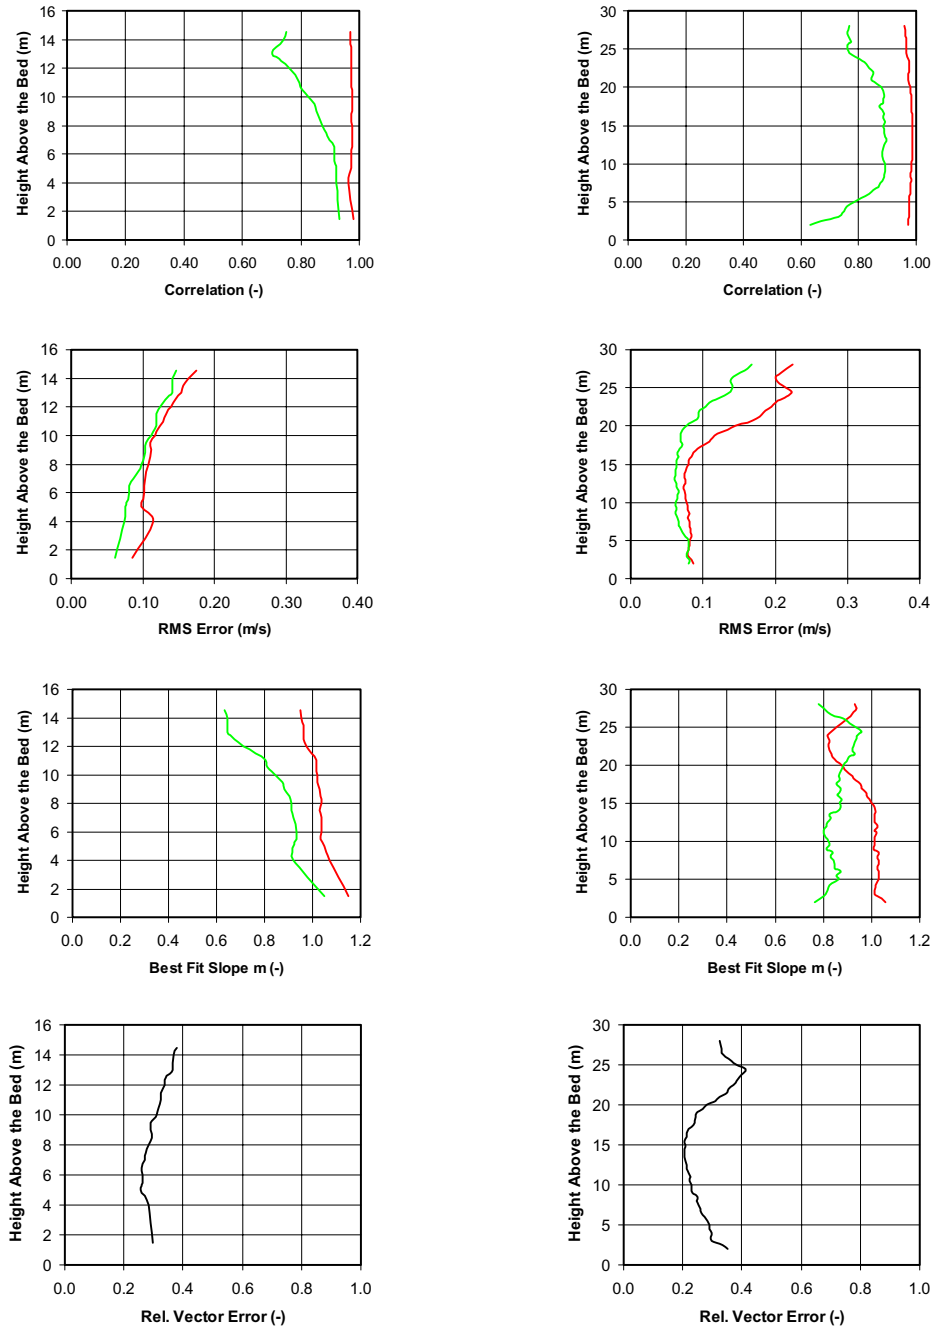 16
14
12
10
8
6
4
2
0
Height Above the Bed (m)
0.00 0.20 0.40 0.60 0.80 1.00
Correlation (-)
30
25
20
15
10
5
0
Height Above the Bed (m)
0.00 0.20 0.40 0.60 0.80 1.00
Correlation (-)
16
14
12
10
8
6
4
2
0
Height Above the Bed (m)
0.00 0.10 0.20 0.30 0.40
RMS Error (m/s)
30
25
20
15
10
5
0
Height Above the Bed (m)
0.0 0.1 0.2 0.3 0.4
RMS Error (m/s)
16
14
12
10
8
6
4
2
0
Height Above the Bed (m)
0.0 0.2 0.4 0.6 0.8 1.0 1.2
Best Fit Slope m (-)
30
25
20
15
10
5
0
Height Above the Bed (m)
0.0 0.2 0.4 0.6 0.8 1.0 1.2
Best Fit Slope m (-)
16
14
12
10
8
6
4
2
0
Height Above the Bed (m)
0.0 0.2 0.4 0.6 0.8 1.0
Rel. Vector Error (-)
30
25
20
15
10
5
0
Height Above the Bed (m)
0.0 0.2 0.4 0.6 0.8 1.0
Rel. Vector Error (-)